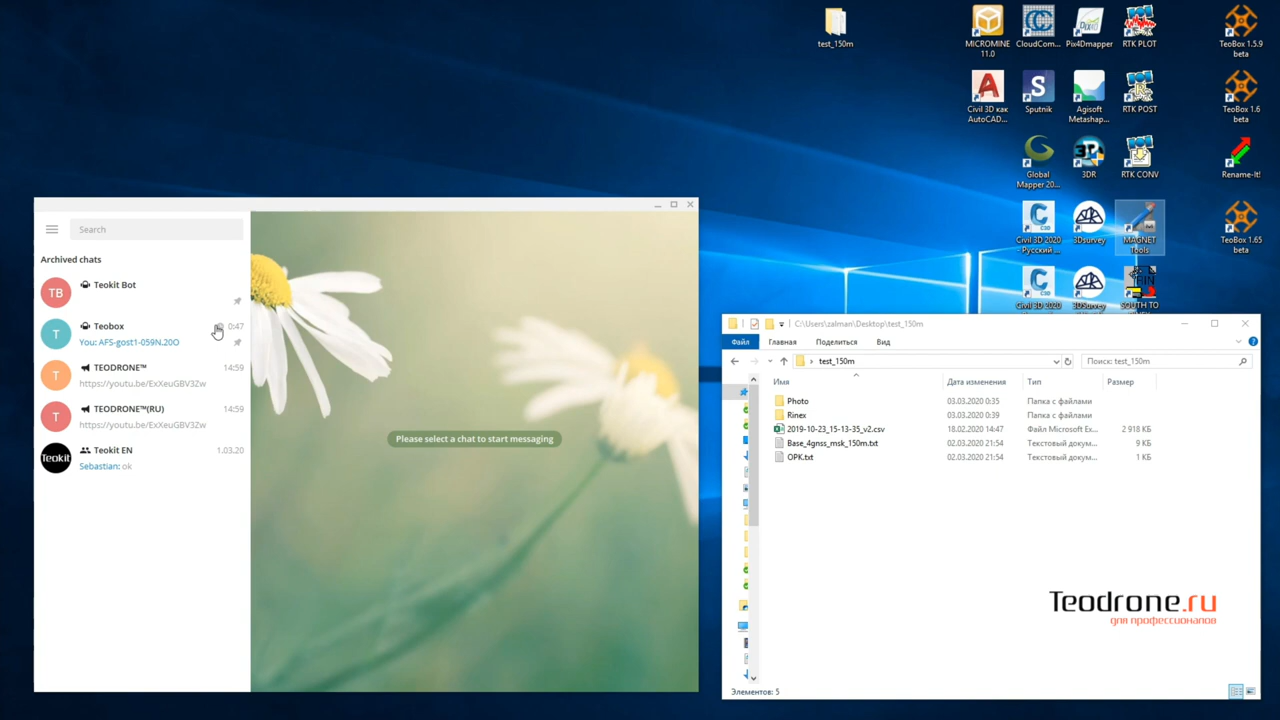 test_150m
MICROMINE
11.0
CloudCom...
Pix4Dmapper
RTK PLOT
TeoBox 1.5.9
beta
Civil 3D как
AutoCAD...
Sputnik
Agisoft
Metashap...
RTK POST
TeoBox 1.6
beta
Global
Mapper 20...
3DR
RTK CONV
Rename-It!
Civil 3D 2020
- Русский ...
3Dsurvey
MAGNET
Tools
TeoBox 1.65
beta
Civil 3D 2020
3DSurvey
SOUTH TO
Search
Archived chats
TB
Teokit Bot
T
Teobox
0:47
You: AFS-gost1-059N.20O
T
TEODRONE™
14:59
https://youtu.be/ExXeuGBV3Zw
T
TEODRONE™(RU)
14:59
https://youtu.be/ExXeuGBV3Zw
Teokit
Teokit EN
1.03.20
Sebastian: ok
Please select a chat to start messaging
C:\Users\zalman\Desktop\test_150m
Файл Главная Поделиться Вид
test_150m
Поиск: test_150m
Имя Дата изменения Тип Размер
Photo 03.03.2020 0:35 Папка с файлами
Rinex 03.03.2020 0:39 Папка с файлами
2019-10-23_15-13-35_v2.csv 18.02.2020 14:47 Файл Microsoft Ex... 2 918 КБ
Base_4gnss_msk_150m.txt 02.03.2020 21:54 Текстовый докум... 9 КБ
OPK.txt 02.03.2020 21:54 Текстовый докум... 1 КБ
Teodrone.ru
для профессионалов
Элементов: 5